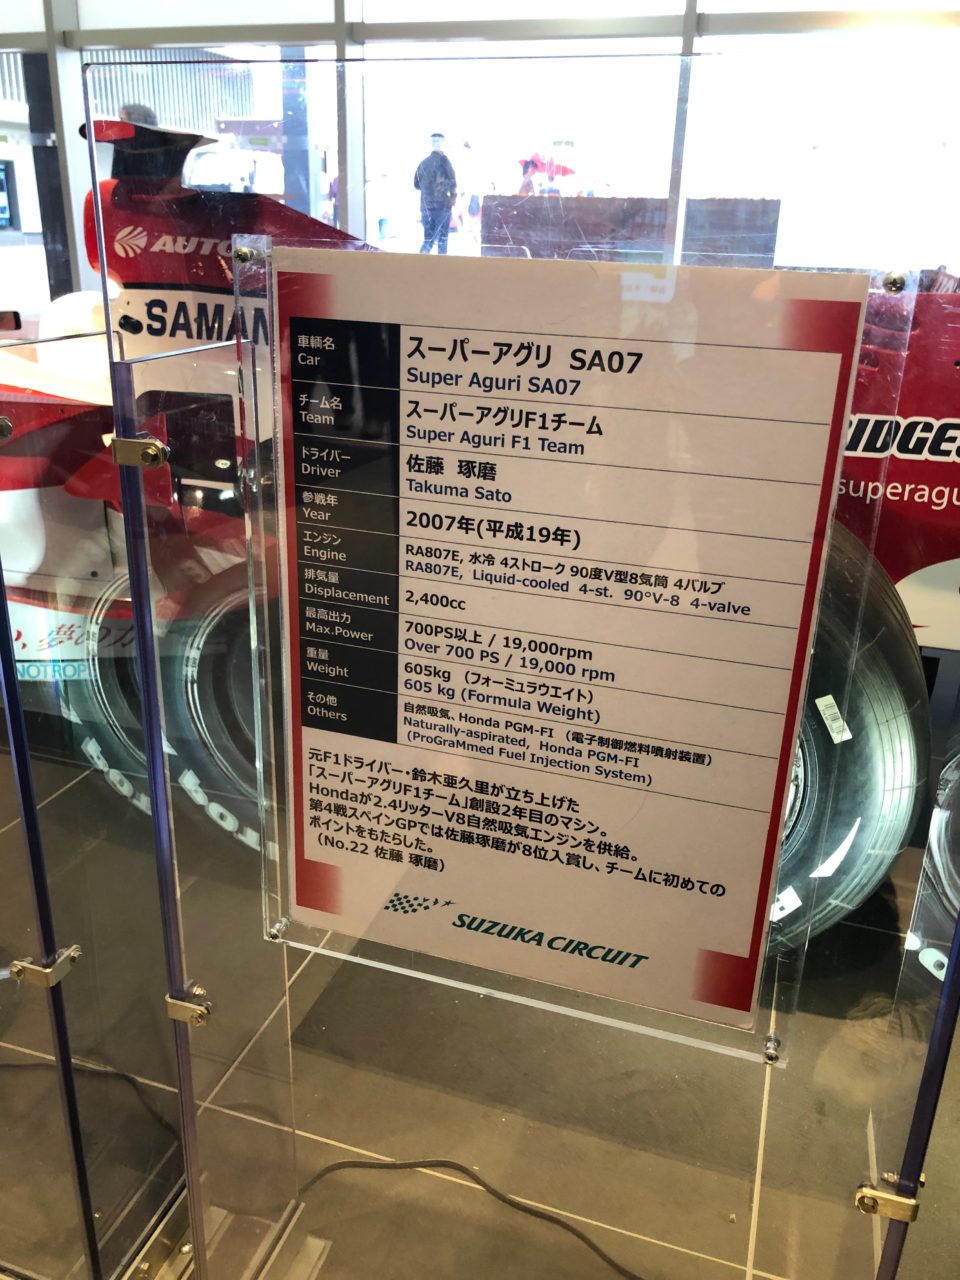 AUTO
SAMAN
車輌名
Car
スーパーアグリ SA07
Super Aguri SA07
チーム名
Team
スーパーアグリF1チーム
Super Aguri F1 Team
ドライバー
Driver
佐藤 琢磨
Takuma Sato
参戦年
Year
2007年(平成19年)
エンジン
Engine
RA807E, 水冷 4ストローク 90度V型8気筒 4バルブ
RA807E, Liquid-cooled 4-st. 90°V-8 4-valve
排気量
Displacement
2,400cc
最高出力
Max.Power
700PS以上 / 19,000rpm
Over 700 PS / 19,000 rpm
重量
Weight
605kg （フォーミュラウエイト）
605 kg (Formula Weight)
その他
Others
自然吸気、Honda PGM-FI （電子制御燃料噴射装置）
Naturally-aspirated, Honda PGM-FI
(ProGraMmed Fuel Injection System)
元F1ドライバー・鈴木亜久里が立ち上げた
「スーパーアグリF1チーム」創設2年目のマシン。
Hondaが2.4リッターV8自然吸気エンジンを供給。
第4戦スペインGPでは佐藤琢磨が8位入賞し、チームに初めての
ポイントをもたらした。
（No.22 佐藤 琢磨）
SUZUKA CIRCUIT
IDGES
superagu
夢の力
NOTROP